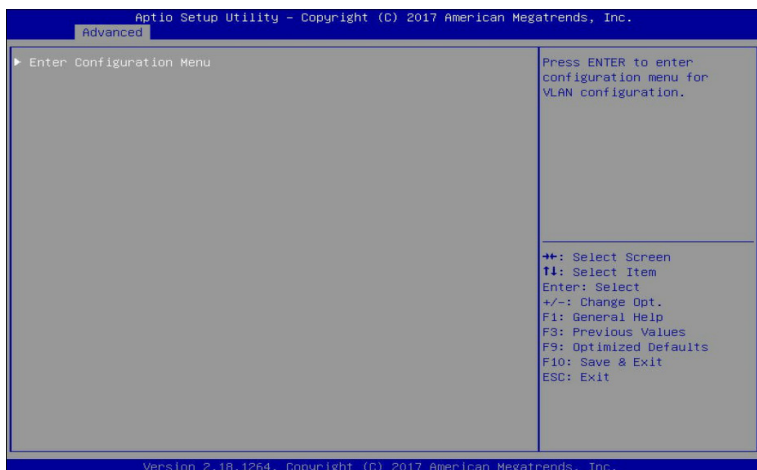 Aptio Setup Utility – Copyright (C) 2017 American Megatrends, Inc.
Advanced
▶ Enter Configuration Menu
Press ENTER to enter
configuration menu for
VLAN configuration.
→←: Select Screen
↑↓: Select Item
Enter: Select
+/-: Change Opt.
F1: General Help
F3: Previous Values
F9: Optimized Defaults
F10: Save & Exit
ESC: Exit
Version 2.18.1264. Copyright (C) 2017 American Megatrends, Inc.